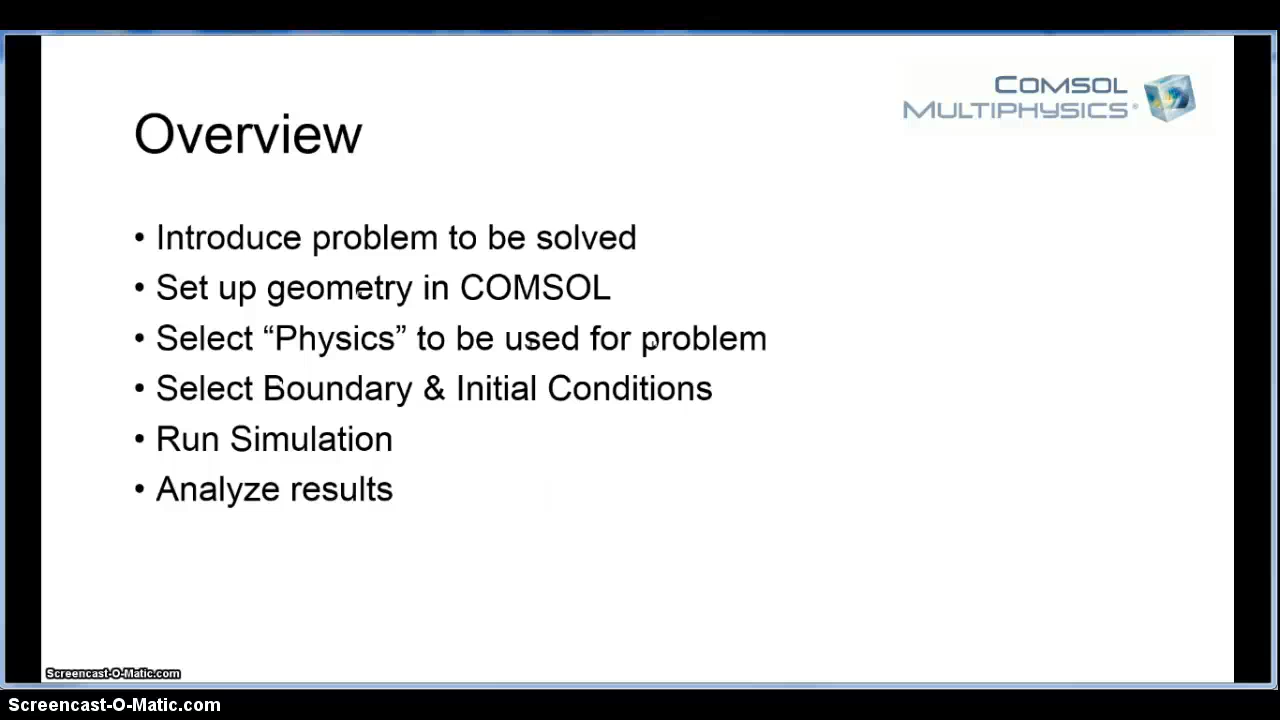 COMSOL
MULTIPHYSICS®
Overview
• Introduce problem to be solved
• Set up geometry in COMSOL
• Select “Physics” to be used for problem
• Select Boundary & Initial Conditions
• Run Simulation
• Analyze results
Screencast-O-Matic.com
Screencast-O-Matic.com